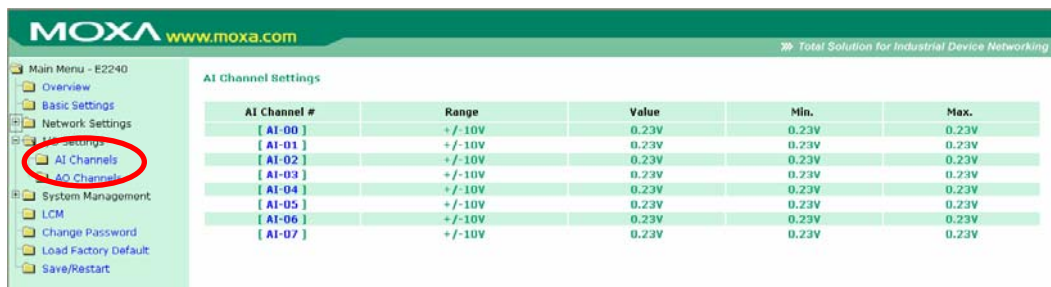 MOXA www.moxa.com
Total Solution for Industrial Device Networking
Main Menu - E2240
Overview
Basic Settings
Network Settings
I/O Settings
AI Channels
AO Channels
System Management
LCM
Change Password
Load Factory Default
Save/Restart
AI Channel Settings
AI Channel # Range Value Min. Max.
[ AI-00 ] +/-10V 0.23V 0.23V 0.23V
[ AI-01 ] +/-10V 0.23V 0.23V 0.23V
[ AI-02 ] +/-10V 0.23V 0.23V 0.23V
[ AI-03 ] +/-10V 0.23V 0.23V 0.23V
[ AI-04 ] +/-10V 0.23V 0.23V 0.23V
[ AI-05 ] +/-10V 0.23V 0.23V 0.23V
[ AI-06 ] +/-10V 0.23V 0.23V 0.23V
[ AI-07 ] +/-10V 0.23V 0.23V 0.23V